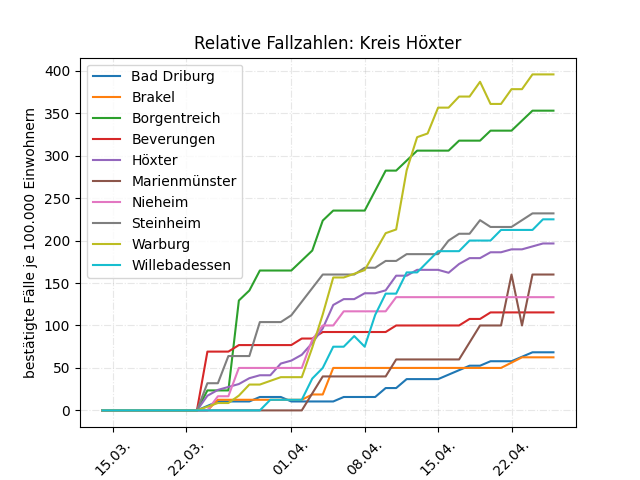 Relative Fallzahlen: Kreis Höxter
bestätigte Fälle je 100.000 Einwohnern
400
350
300
250
200
150
100
50
0
Bad Driburg
Brakel
Borgentreich
Beverungen
Höxter
Marienmünster
Nieheim
Steinheim
Warburg
Willebadessen
15.03.
22.03.
01.04.
08.04.
15.04.
22.04.